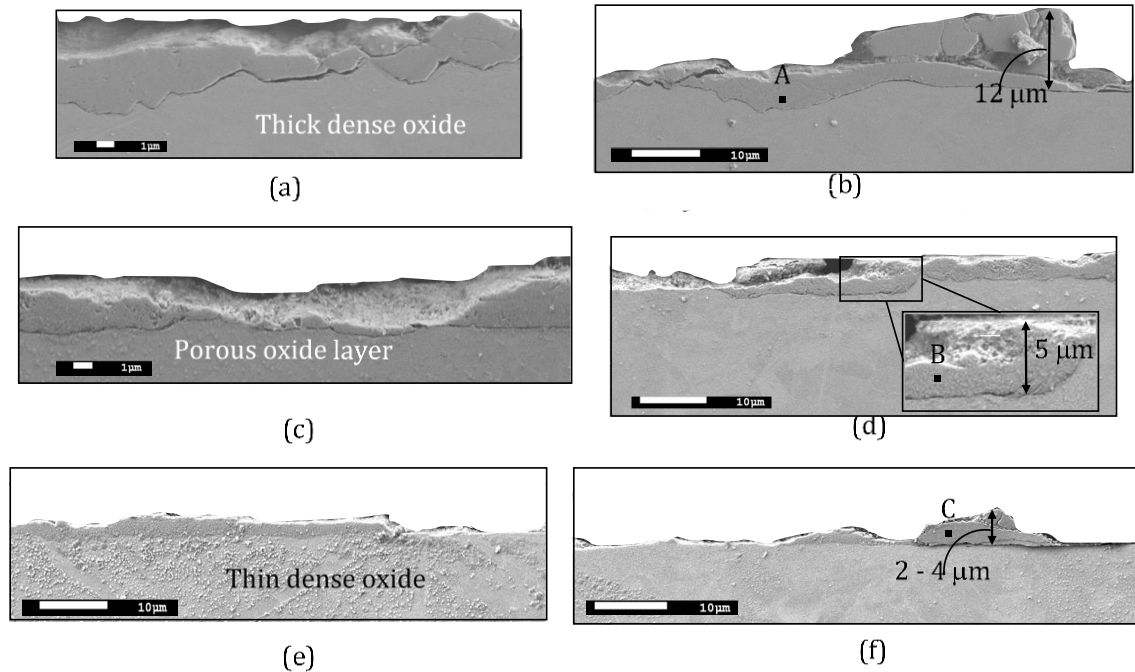 Thick dense oxide
1µm
(a)
A
12 µm
10µm
(b)
Porous oxide layer
1µm
(c)
B
5 µm
10µm
(d)
Thin dense oxide
10µm
(e)
C
2 - 4 µm
10µm
(f)